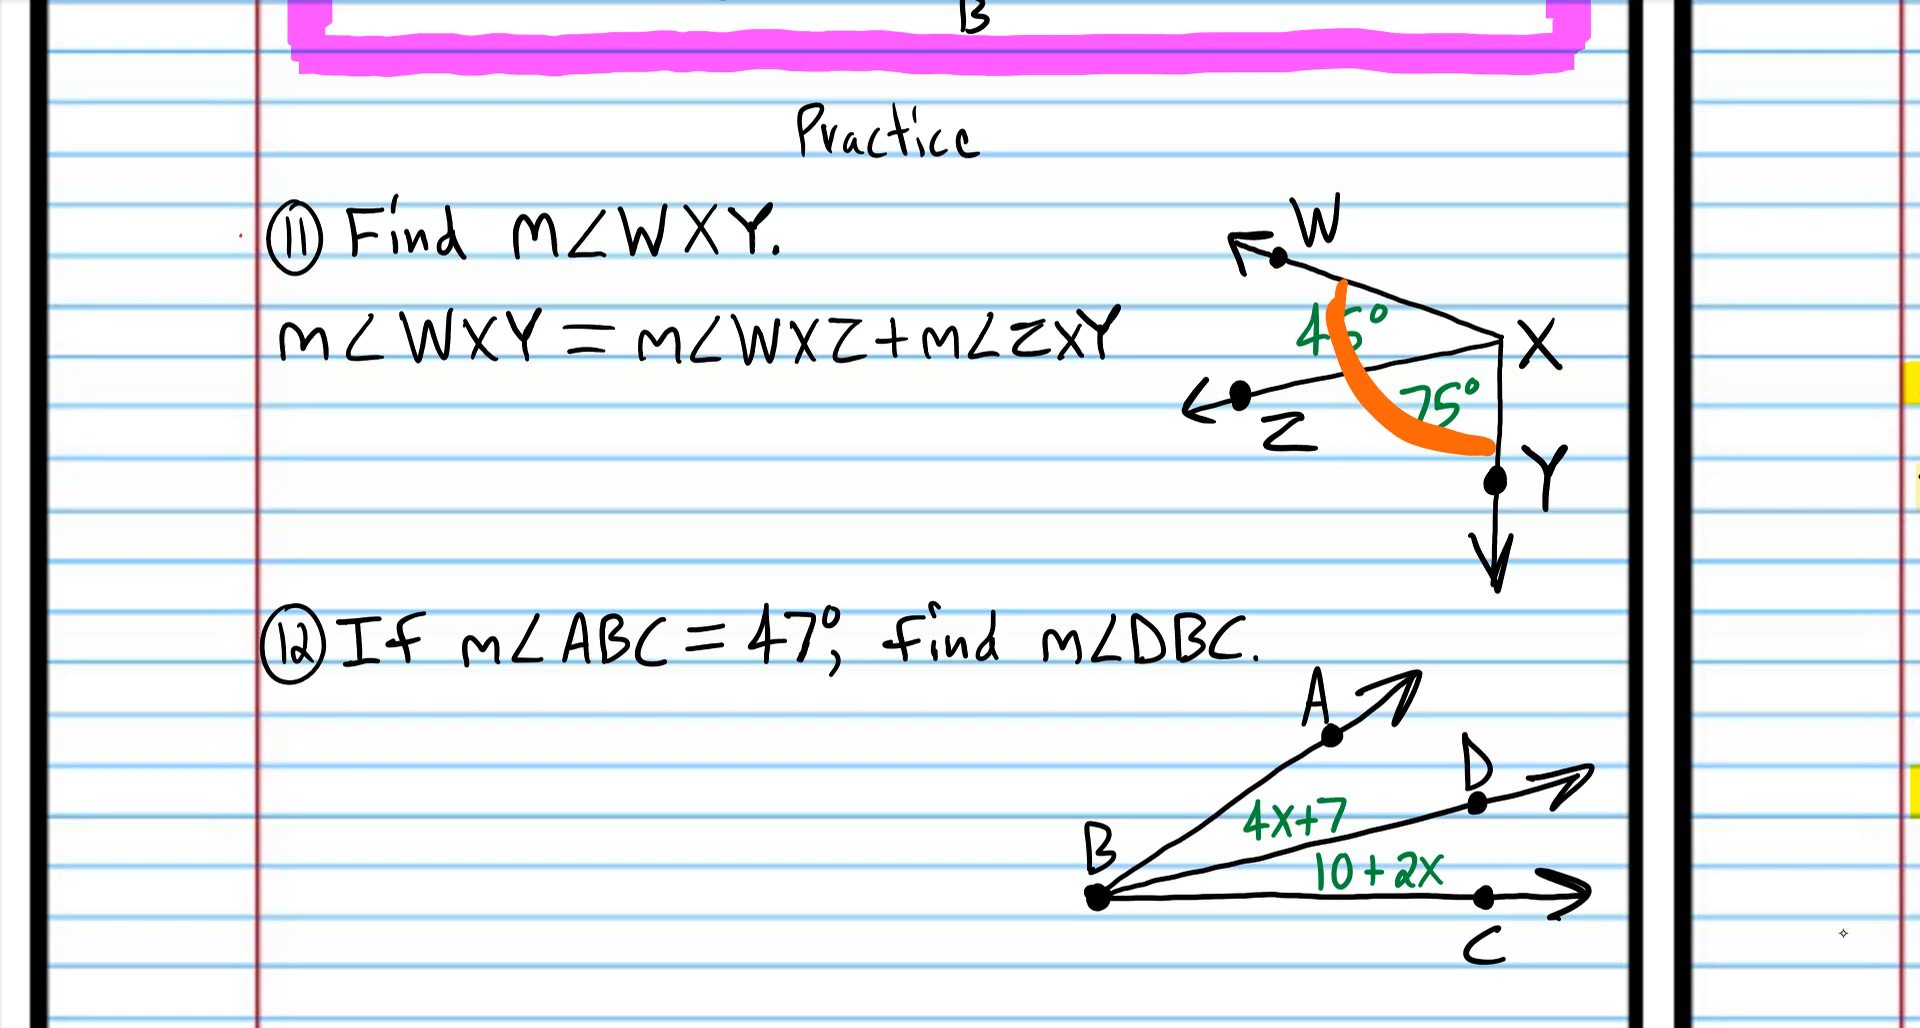 B
Practice
⑪ Find m∠WXY.
m∠WXY = m∠WXZ + m∠ZXY
W
45°
X
75°
Z
Y
⑫ If m∠ABC = 47°, find m∠DBC.
A
D
4x+7
B
10+2x
C